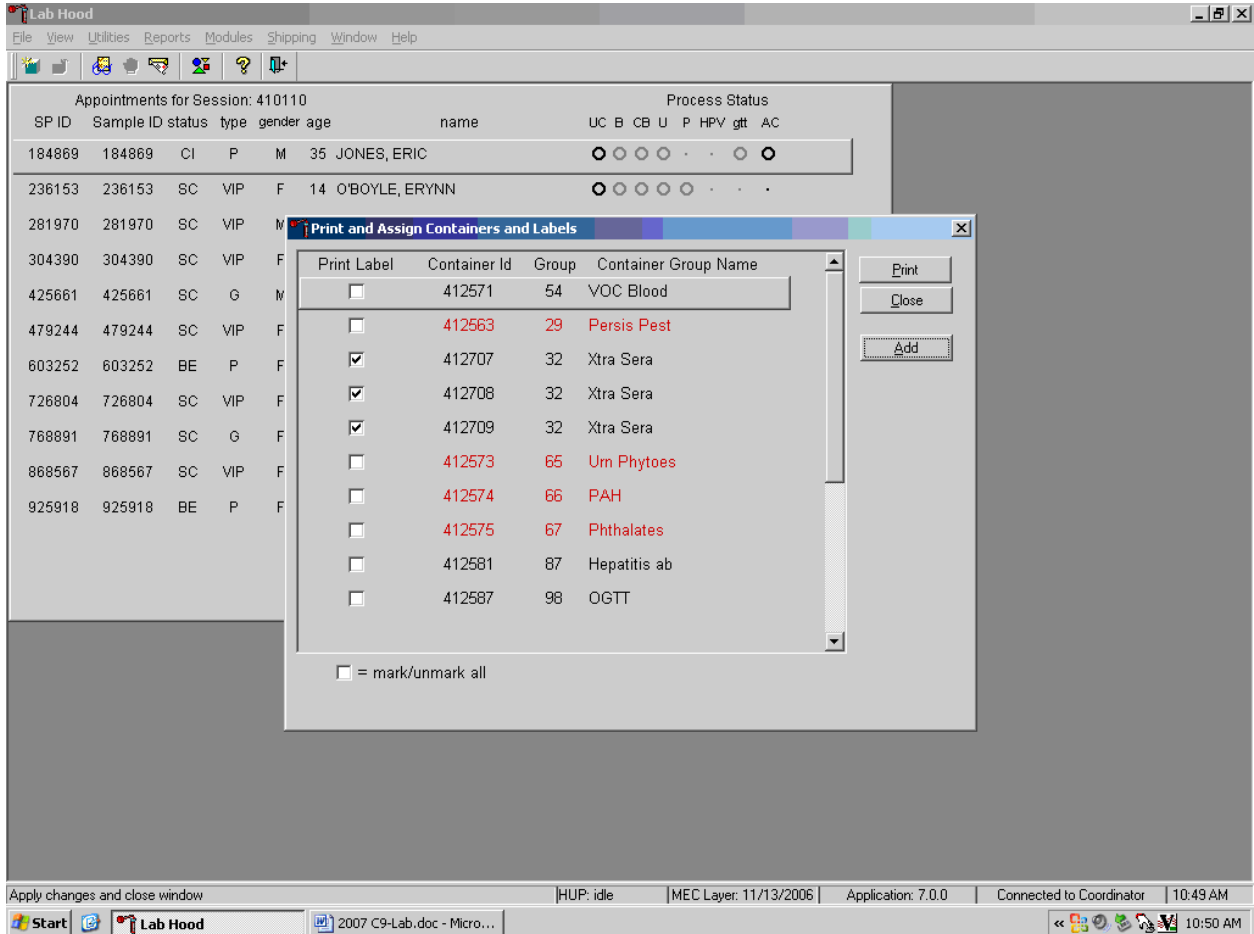 Lab Hood
File View Utilities Reports Modules Shipping Window Help
Appointments for Session: 410110 Process Status
SP ID Sample ID status type gender age name UC B CB U P HPV gtt AC
184869 184869 CI P M 35 JONES, ERIC
236153 236153 SC VIP F 14 O'BOYLE, ERYNN
281970 281970 SC VIP M
304390 304390 SC VIP F
425661 425661 SC G M
479244 479244 SC VIP F
603252 603252 BE P F
726804 726804 SC VIP F
768891 768891 SC G F
868567 868567 SC VIP F
925918 925918 BE P F
Print and Assign Containers and Labels
Print Label Container Id Group Container Group Name
412571 54 VOC Blood
412563 29 Persis Pest
412707 32 Xtra Sera
412708 32 Xtra Sera
412709 32 Xtra Sera
412573 65 Urn Phytoes
412574 66 PAH
412575 67 Phthalates
412581 87 Hepatitis ab
412587 98 OGTT
= mark/unmark all
Print
Close
Add
Apply changes and close window HUP: idle MEC Layer: 11/13/2006 Application: 7.0.0 Connected to Coordinator 10:49 AM
Start Lab Hood 2007 C9-Lab.doc - Micro... 10:50 AM